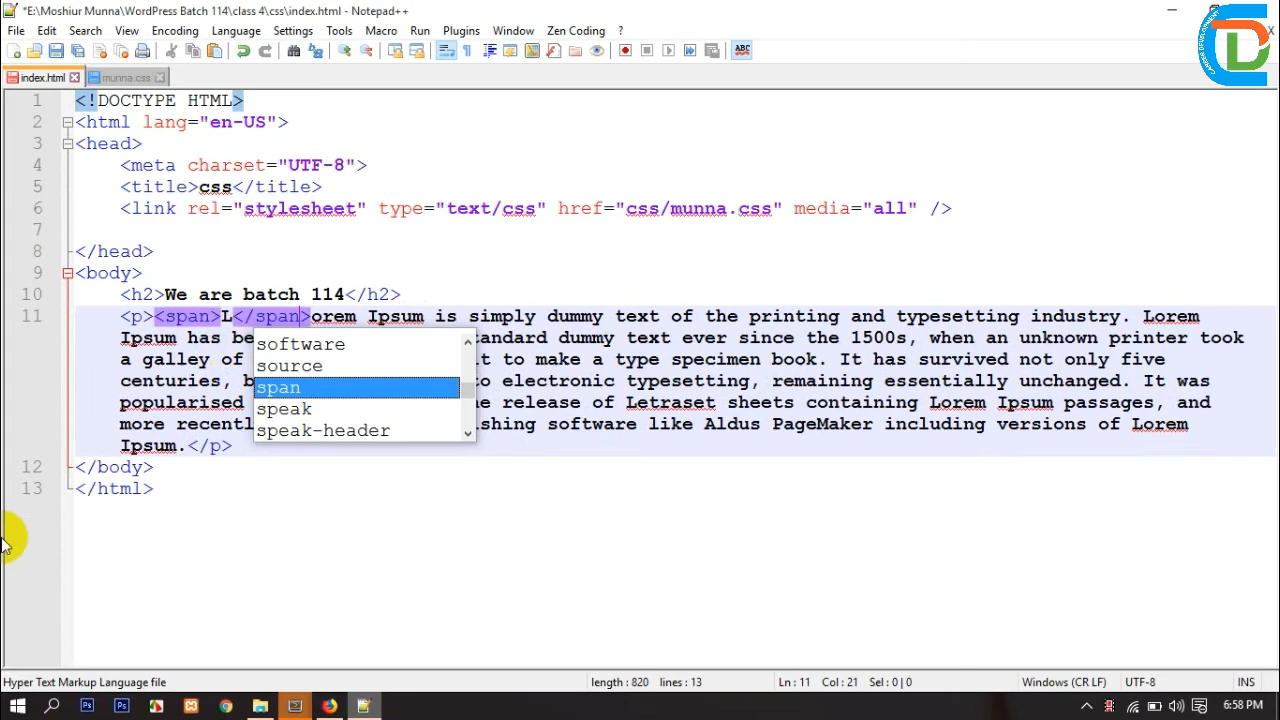 *E:\Moshiur Munna\WordPress Batch 114\class 4\css\index.html - Notepad++
File Edit Search View Encoding Language Settings Tools Macro Run Plugins Window Zen Coding ?
index.html munna.css
1 <!DOCTYPE HTML>
2 <html lang="en-US">
3 <head>
4 <meta charset="UTF-8">
5 <title>css</title>
6 <link rel="stylesheet" type="text/css" href="css/munna.css" media="all" />
7
8 </head>
9 <body>
10 <h2>We are batch 114</h2>
11 <p><span>L</span>orem Ipsum is simply dummy text of the printing and typesetting industry. Lorem
Ipsum has be tandard dummy text ever since the 1500s, when an unknown printer took
a galley of it to make a type specimen book. It has survived not only five
centuries, b to electronic typesetting, remaining essentially unchanged. It was
popularised he release of Letraset sheets containing Lorem Ipsum passages, and
more recentl shing software like Aldus PageMaker including versions of Lorem
Ipsum.</p>
software
source
span
speak
speak-header
12 </body>
13 </html>
Hyper Text Markup Language file length : 820 lines : 13 Ln : 11 Col : 21 Sel : 0 | 0 Windows (CR LF) UTF-8 INS
6:58 PM